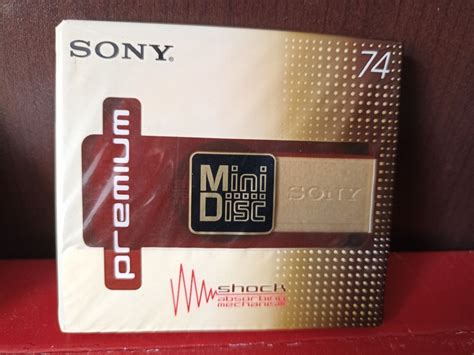 SONY®
74
premium
Mini
Disc
SONY
shock
absorbing
mechanism